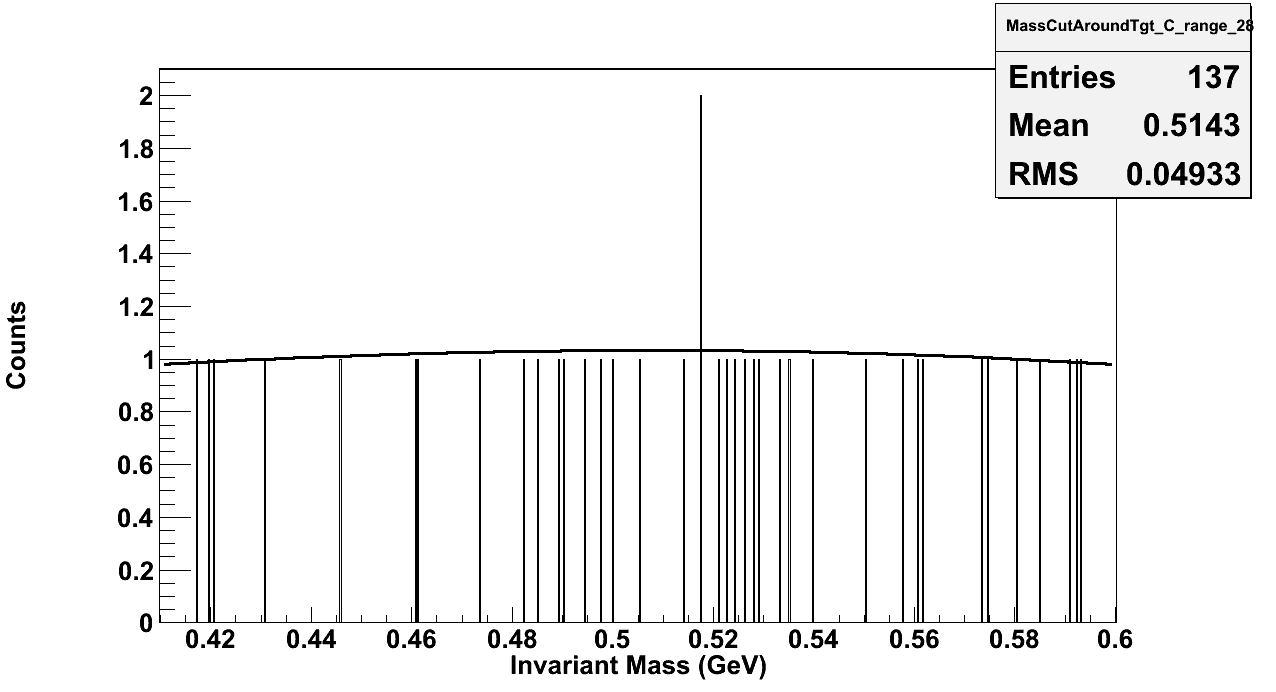 MassCutAroundTgt_C_range_28
Entries 137
Mean 0.5143
RMS 0.04933
2
1.8
1.6
1.4
1.2
1
0.8
0.6
0.4
0.2
0
Counts
0.42 0.44 0.46 0.48 0.5 0.52 0.54 0.56 0.58 0.6
Invariant Mass (GeV)